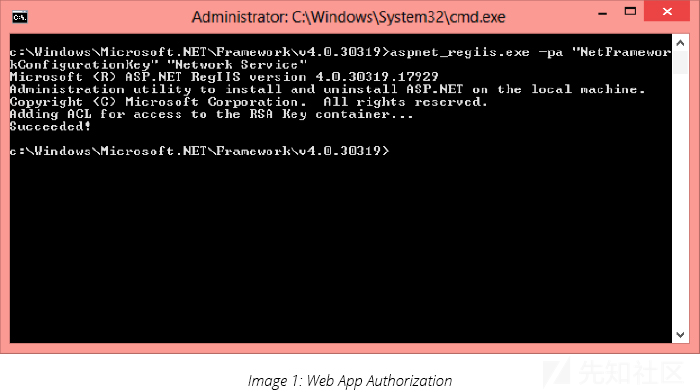 Administrator: C:\Windows\System32\cmd.exe
c:\Windows\Microsoft.NET\Framework\v4.0.30319>aspnet_regiis.exe -pa "NetFramewor
kConfigurationKey" "Network Service"
Microsoft (R) ASP.NET RegIIS version 4.0.30319.17929
Administration utility to install and uninstall ASP.NET on the local machine.
Copyright (C) Microsoft Corporation.  All rights reserved.
Adding ACL for access to the RSA Key container...
Succeeded!
c:\Windows\Microsoft.NET\Framework\v4.0.30319>
Image 1: Web App Authorization
先知社区